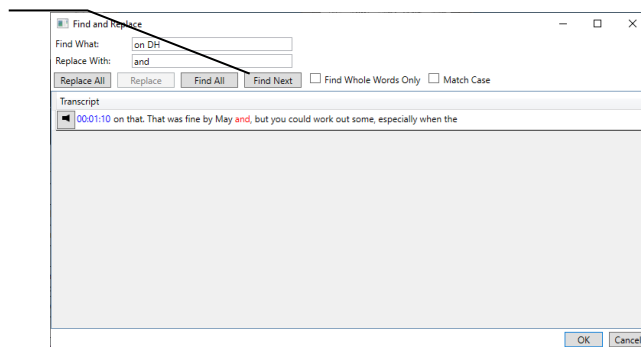 Find and Replace
Find What: on DH
Replace With: and
Replace All Replace Find All Find Next Find Whole Words Only Match Case
Transcript
00:01:10 on that. That was fine by May and, but you could work out some, especially when the
OK Cancel